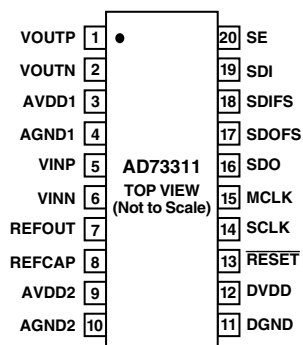 VOUTP 1 20 SE
VOUTN 2 19 SDI
AVDD1 3 18 SDIFS
AGND1 4 17 SDOFS
VINP 5 AD73311 16 SDO
VINN 6 TOP VIEW 15 MCLK
(Not to Scale)
REFOUT 7 14 SCLK
REFCAP 8 13 RESET
AVDD2 9 12 DVDD
AGND2 10 11 DGND